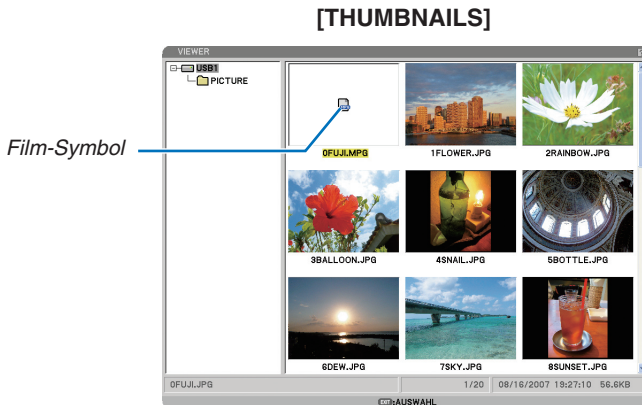 [THUMBNAILS]
VIEWER
USB1
PICTURE
Film-Symbol
0FUJI.MPG
1FLOWER.JPG
2RAINBOW.JPG
3BALLOON.JPG
4SNAIL.JPG
5BOTTLE.JPG
6DEW.JPG
7SKY.JPG
8SUNSET.JPG
0FUJI.JPG
1/20
08/16/2007 19:27:10 56.6KB
EXIT:AUSWAHL